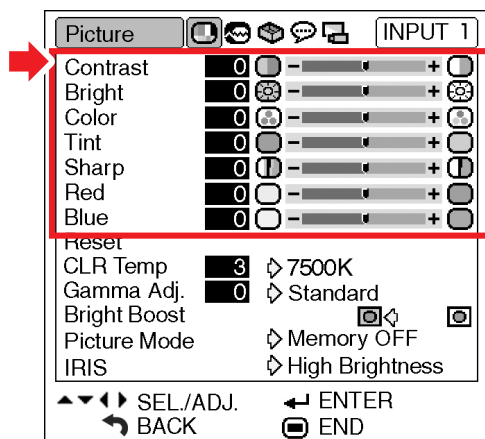 Picture INPUT 1
Contrast 0 - +
Bright 0 - +
Color 0 - +
Tint 0 - +
Sharp 0 - +
Red 0 - +
Blue 0 - +
Reset
CLR Temp 3 7500K
Gamma Adj. 0 Standard
Bright Boost
Picture Mode Memory OFF
IRIS High Brightness
SEL./ADJ. ENTER
BACK END